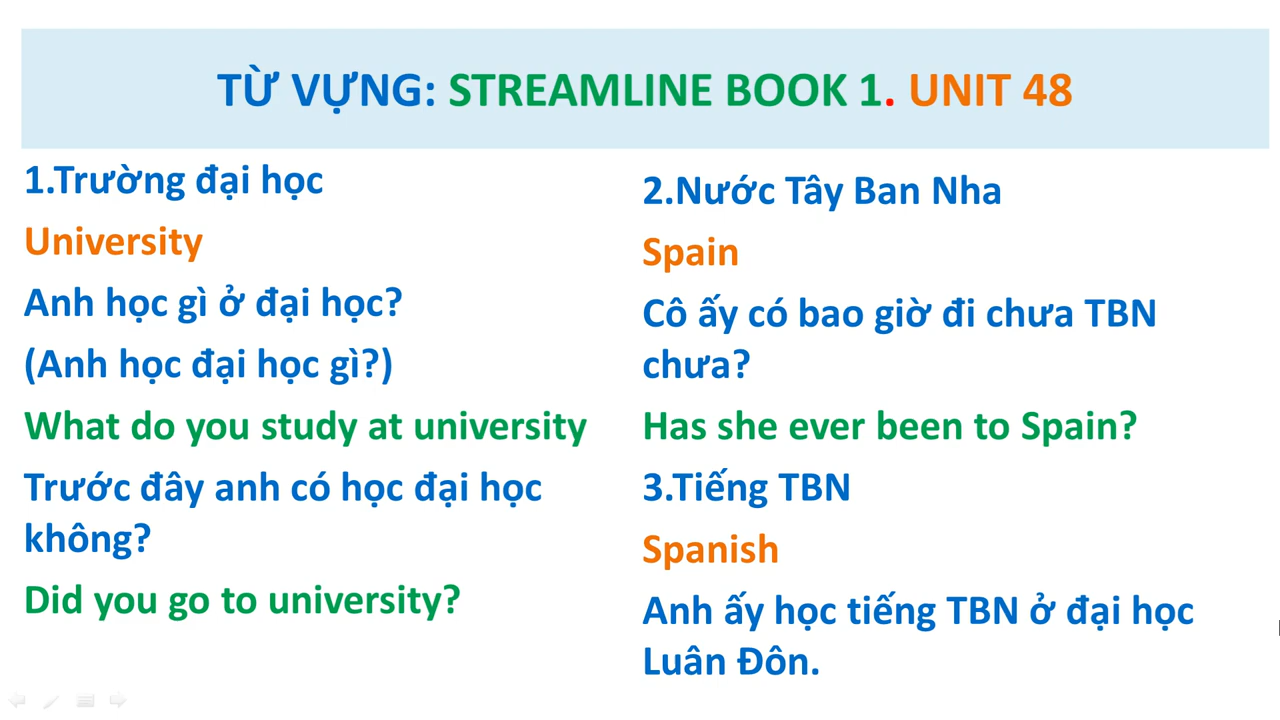 TỪ VỰNG: STREAMLINE BOOK 1. UNIT 48
1.Trường đại học
University
Anh học gì ở đại học?
(Anh học đại học gì?)
What do you study at university
Trước đây anh có học đại học
không?
Did you go to university?
2.Nước Tây Ban Nha
Spain
Cô ấy có bao giờ đi chưa TBN
chưa?
Has she ever been to Spain?
3.Tiếng TBN
Spanish
Anh ấy học tiếng TBN ở đại học
Luân Đôn.